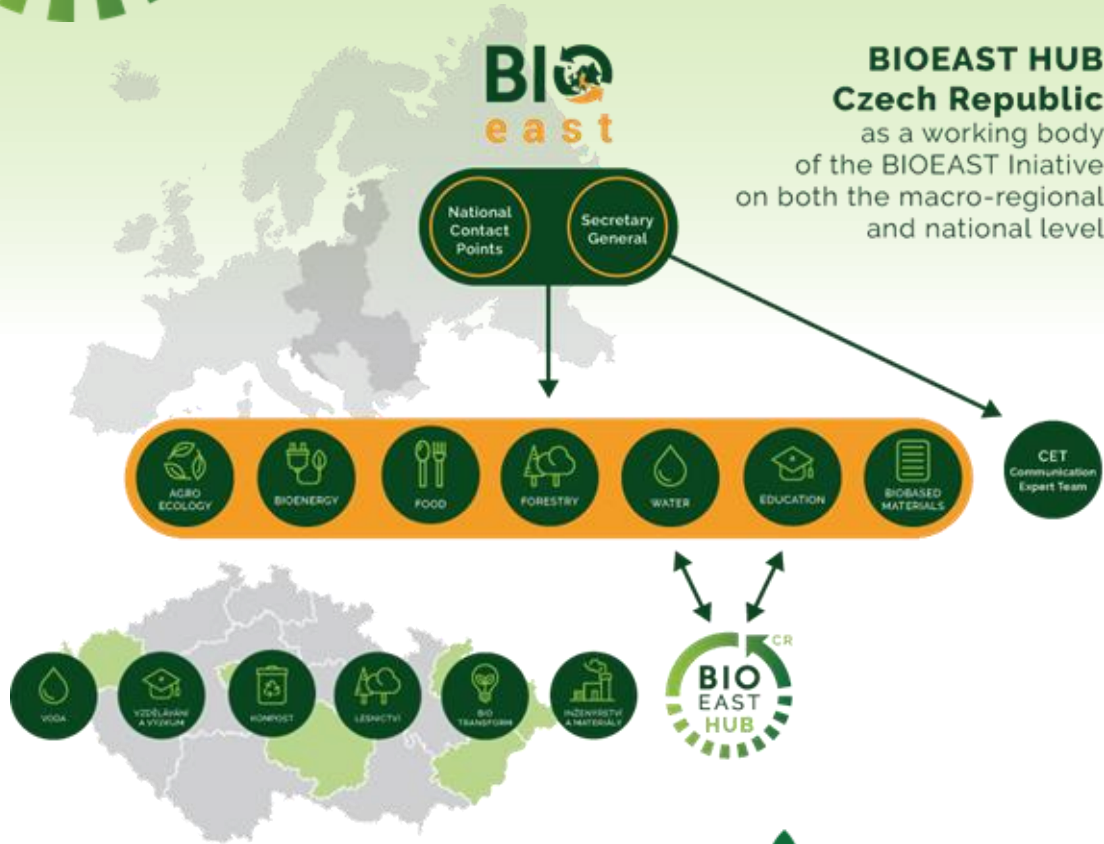 BIO
east
BIOEAST HUB
Czech Republic
as a working body
of the BIOEAST Iniative
on both the macro-regional
and national level
National
Contact
Points
Secretary
General
AGRO
ECOLOGY
BIOENERGY
FOOD
FORESTRY
WATER
EDUCATION
BIOBASED
MATERIALS
CET
Communication
Expert Team
VODA
VZDĚLÁVÁNÍ
A VÝZKUM
KOMPOST
LESNICTVÍ
BIO
TRANSFORM
INŽENÝRSTVÍ
A MATERIÁLY
CR
BIO
EAST
HUB